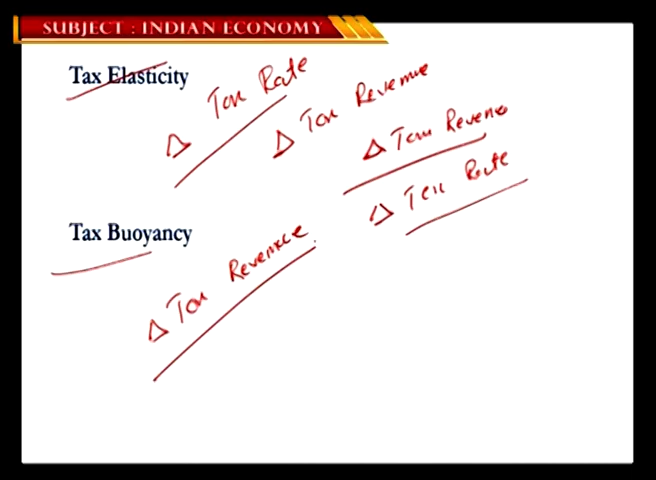 SUBJECT : INDIAN ECONOMY
Tax Elasticity
Δ Tax Rate
Δ Tax Revenue
Δ Tax Revenue
Δ Tax Rate
Tax Buoyancy
Δ Tax Revenue